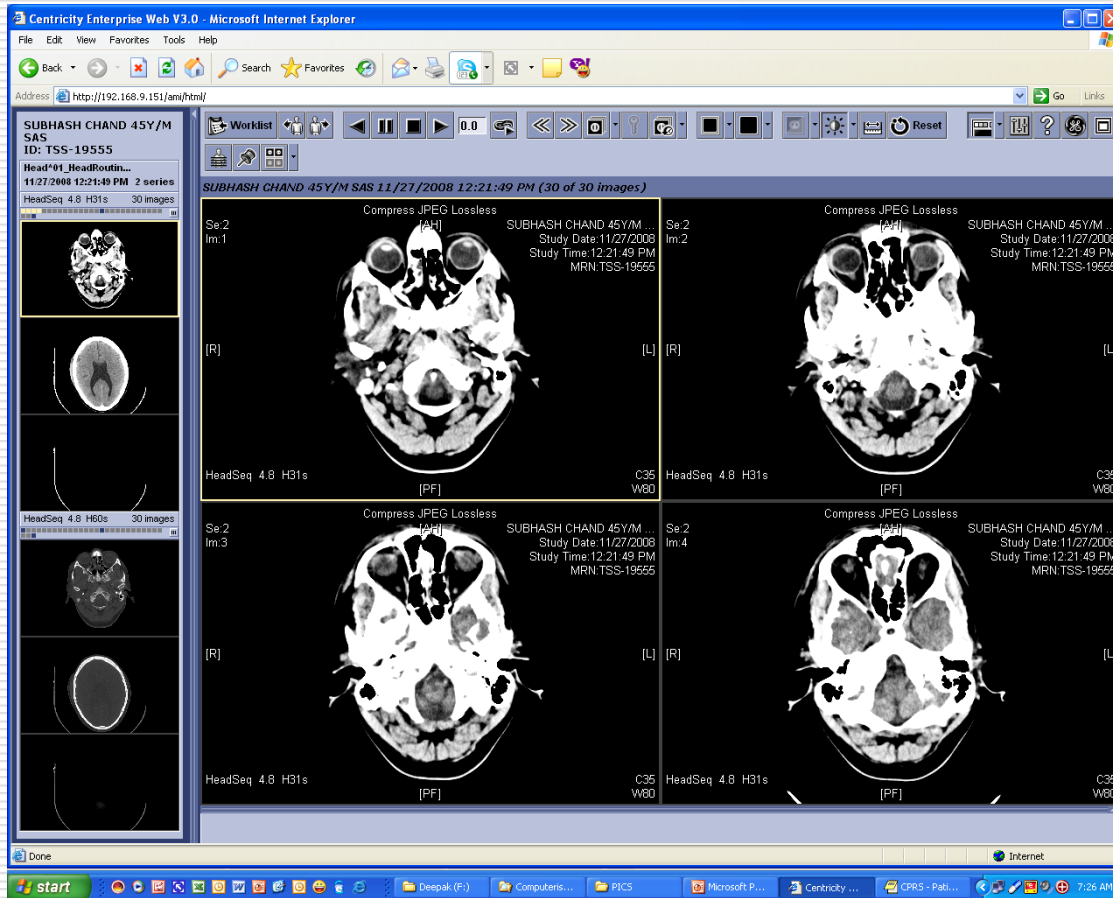 Centricity Enterprise Web V3.0 - Microsoft Internet Explorer
File Edit View Favorites Tools Help
Back Search Favorites
Address http://192.168.9.151/ami/html/ Go Links
SUBHASH CHAND 45Y/M
SAS
ID: TSS-19555
Head^01_HeadRoutin...
11/27/2008 12:21:49 PM 2 series
HeadSeq 4.8 H31s 30 images
HeadSeq 4.8 H60s 30 images
Worklist 0.0 Reset
SUBHASH CHAND 45Y/M SAS 11/27/2008 12:21:49 PM (30 of 30 images)
Compress JPEG Lossless
[AH]
Se:2
Im:1
SUBHASH CHAND 45Y/M ...
Study Date:11/27/2008
Study Time:12:21:49 PM
MRN:TSS-19555
[R] [L]
HeadSeq 4.8 H31s
[PF]
C35
W80
Compress JPEG Lossless
[AH]
Se:2
Im:2
SUBHASH CHAND 45Y/M ...
Study Date:11/27/2008
Study Time:12:21:49 PM
MRN:TSS-19555
[R] [L
HeadSeq 4.8 H31s
[PF]
C35
W80
Compress JPEG Lossless
[AH]
Se:2
Im:3
SUBHASH CHAND 45Y/M ...
Study Date:11/27/2008
Study Time:12:21:49 PM
MRN:TSS-19555
[R] [L]
HeadSeq 4.8 H31s
[PF]
C35
W80
Compress JPEG Lossless
[AH]
Se:2
Im:4
SUBHASH CHAND 45Y/M ...
Study Date:11/27/2008
Study Time:12:21:49 PM
MRN:TSS-19555
[R] [L
HeadSeq 4.8 H31s
[PF]
C35
W80
Done Internet
start Deepak (F:) Computeris... PICS Microsoft P... Centricity ... CPRS - Pati... 7:26 AM